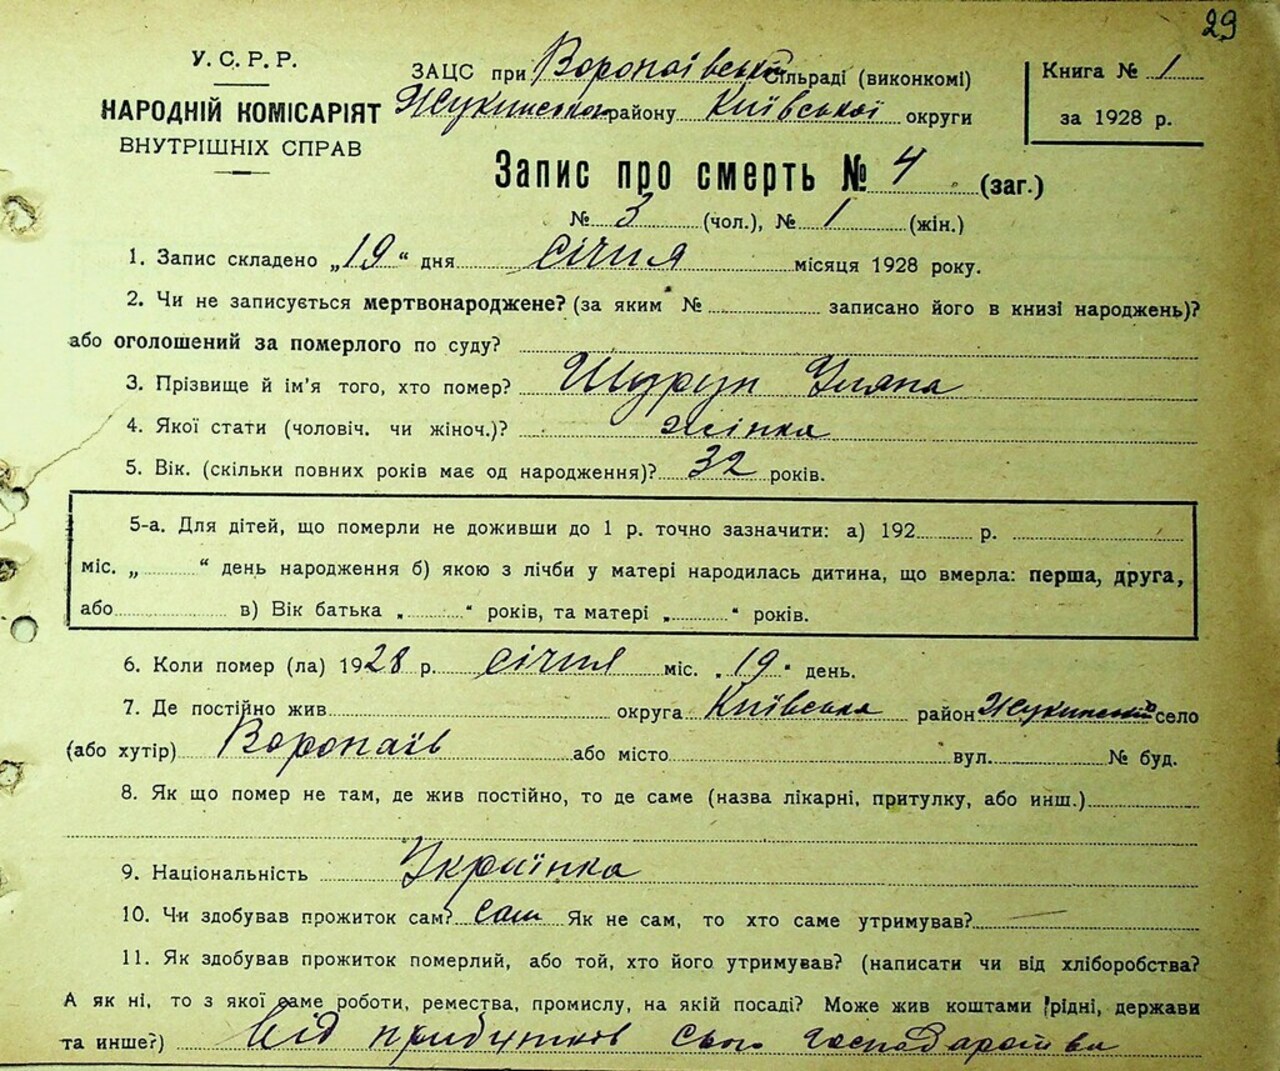 29
У. С. Р. Р.
НАРОДНІЙ КОМІСАРІЯТ
ВНУТРІШНІХ СПРАВ
ЗАЦС при Воропаївській сільраді (виконкомі)
Жукинського району Київської округи
Книга № 1
за 1928 р.
Запис про смерть № 4 (заг.)
№ 3 (чол.), № 1 (жін.)
1. Запис складено „19“ дня січня місяця 1928 року.
2. Чи не записується мертвонароджене? (за яким № записано його в книзі народжень)?
або оголошений за померлого по суду?
3. Прізвище й ім'я того, хто помер? Шурун Уляна
4. Якої стати (чоловіч. чи жіноч.)? жінка
5. Вік. (скільки повних років має од народження)? 32 років.
5-а. Для дітей, що померли не доживши до 1 р. точно зазначити: а) 192 р.
міс. „ “ день народження б) якою з лічби у матері народилась дитина, що вмерла: перша, друга,
або в) Вік батька „ “ років, та матері „ “ років.
6. Коли помер (ла) 1928 р. січня міс. „19“ день.
7. Де постійно жив округа Київська район Жукинський село
(або хутір) Воропаїв або місто вул. № буд.
8. Як що помер не там, де жив постійно, то де саме (назва лікарні, притулку, або инш.)
9. Національність Українка
10. Чи здобував прожиток сам? сам Як не сам, то хто саме утримував?
11. Як здобував прожиток померлий, або той, хто його утримував? (написати чи від хліборобства?
А як ні, то з якої саме роботи, ремества, промислу, на якій посаді? Може жив коштами рідні, держави
та инше?) Від прибутків свого господарства